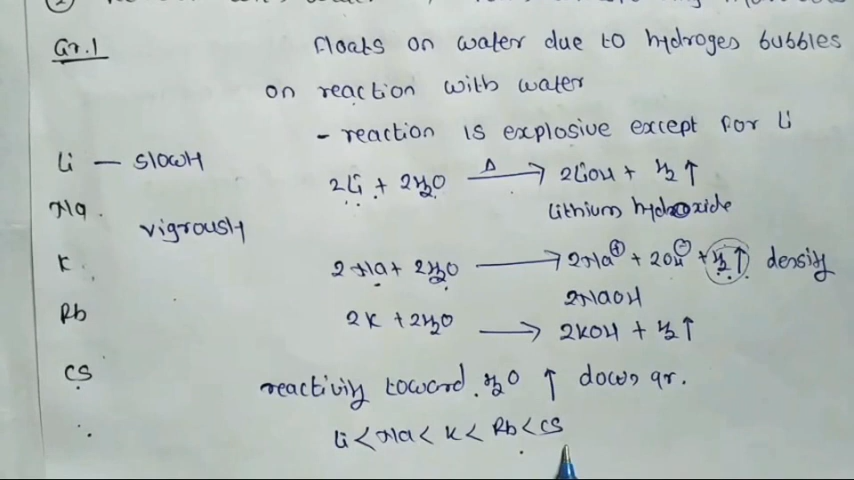 Gr.1 floats on water due to hydroges bubbles
on reaction with water
- reaction is explosive except for Li
Li — slowly
2Li + 2H₂O —Δ→ 2LiOH + H₂↑
Na
Lithium hydroxide
vigrously
K 2Na + 2H₂O ⟶ 2Na⊕ + 2OH⊖ + H₂↑ density
2NaOH
Rb 2K + 2H₂O ⟶ 2KOH + H₂↑
Cs reactivity toward H₂O ↑ down gr.
Li < Na < K < Rb < Cs